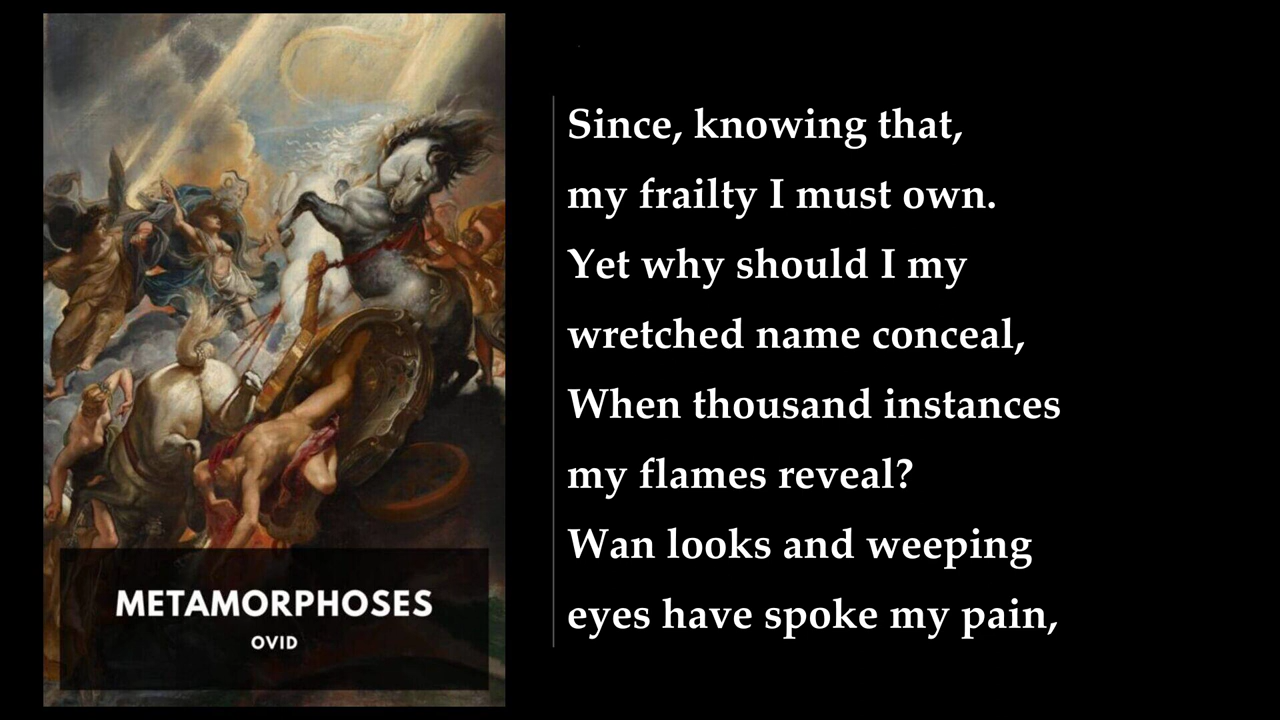 METAMORPHOSES
OVID
Since, knowing that,
my frailty I must own.
Yet why should I my
wretched name conceal,
When thousand instances
my flames reveal?
Wan looks and weeping
eyes have spoke my pain,